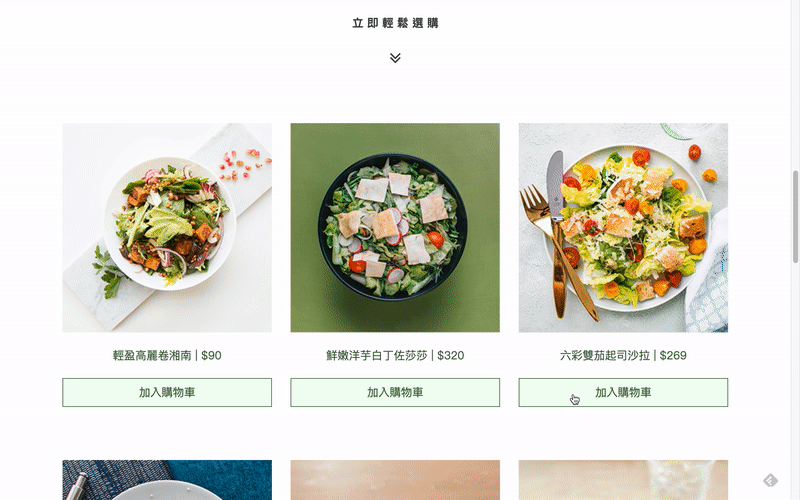 立即輕鬆選購
輕盈高麗卷湘南 | $90
鮮嫩洋芋白丁佐莎莎 | $320
六彩雙茄起司沙拉 | $269
加入購物車
加入購物車
加入購物車